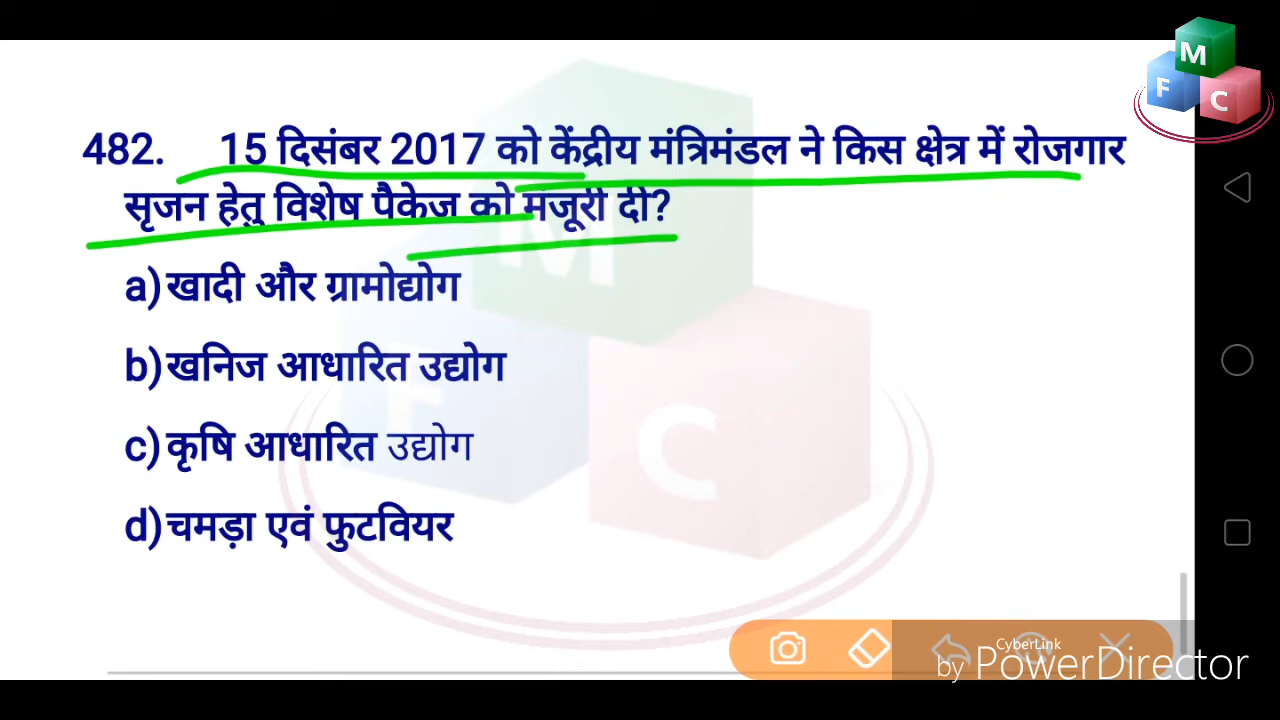 M
F
C
482. 15 दिसंबर 2017 को केंद्रीय मंत्रिमंडल ने किस क्षेत्र में रोजगार
सृजन हेतु विशेष पैकेज को मंजूरी दी?
a)खादी और ग्रामोद्योग
b)खनिज आधारित उद्योग
c)कृषि आधारित उद्योग
d)चमड़ा एवं फुटवियर
M
F
C
CyberLink
by PowerDirector